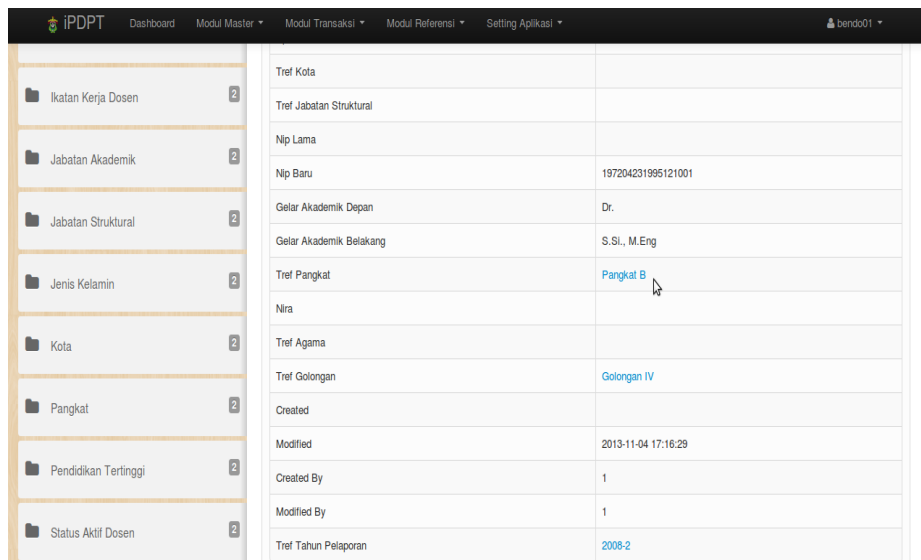 iPDPT Dashboard Modul Master Modul Transaksi Modul Referensi Setting Aplikasi bendo01
Ikatan Kerja Dosen 2
Jabatan Akademik 2
Jabatan Struktural 2
Jenis Kelamin 2
Kota 2
Pangkat 2
Pendidikan Tertinggi 2
Status Aktif Dosen 2
Tref Kota
Tref Jabatan Struktural
Nip Lama
Nip Baru 197204231995121001
Gelar Akademik Depan Dr.
Gelar Akademik Belakang S.Si., M.Eng
Tref Pangkat Pangkat B
Nira
Tref Agama
Tref Golongan Golongan IV
Created
Modified 2013-11-04 17:16:29
Created By 1
Modified By 1
Tref Tahun Pelaporan 2008-2